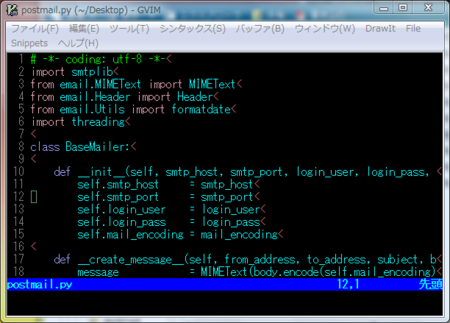 postmail.py (~/Desktop) - GVIM
ファイル(F) 編集(E) ツール(T) シンタックス(S) バッファ(B) ウィンドウ(W) DrawIt File
Snippets ヘルプ(H)
1 # -*- coding: utf-8 -*-<
2 import smtplib<
3 from email.MIMEText import MIMEText<
4 from email.Header import Header<
5 from email.Utils import formatdate<
6 import threading<
7 <
8 class BaseMailer:<
9 <
10 def __init__(self, smtp_host, smtp_port, login_user, login_pass, <
11 self.smtp_host = smtp_host<
12 self.smtp_port = smtp_port<
13 self.login_user = login_user<
14 self.login_pass = login_pass<
15 self.mail_encoding = mail_encoding<
16 <
17 def __create_message__(self, from_address, to_address, subject, b<
18 message = MIMEText(body.encode(self.mail_encoding)<
postmail.py 12,1 先頭